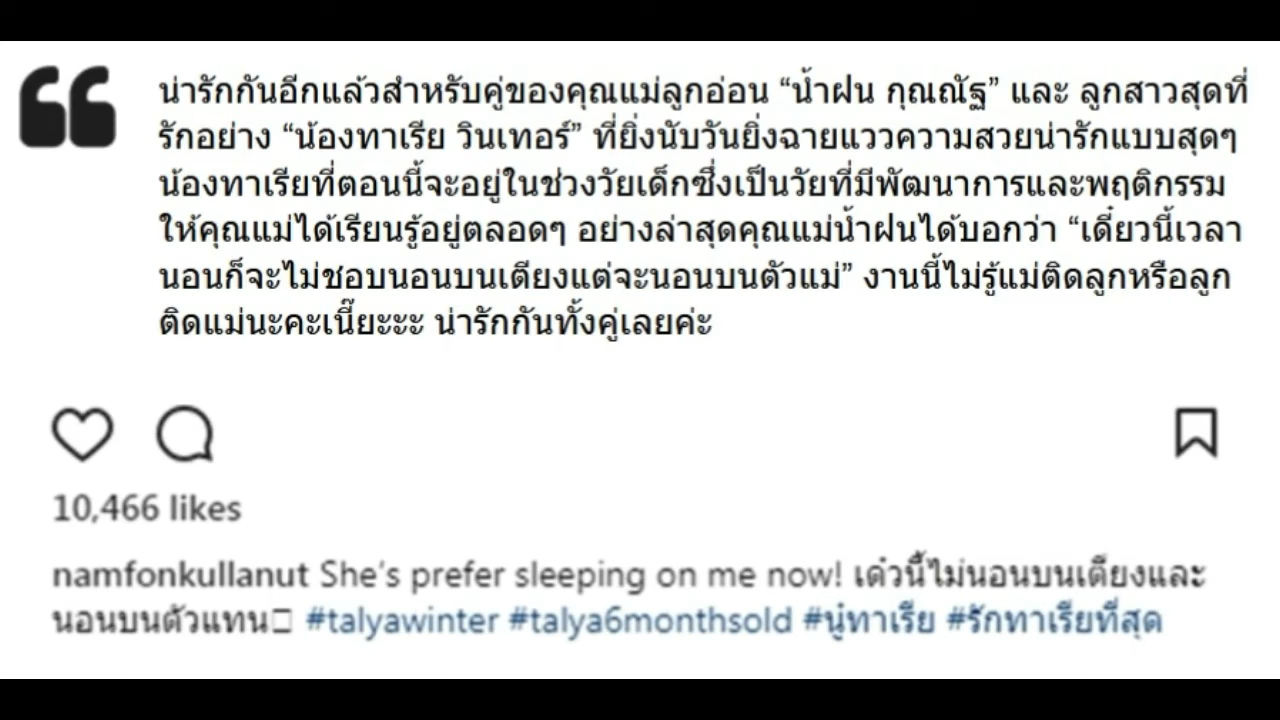 น่ารักกันอีกแล้วสำหรับคู่ของคุณแม่ลูกอ่อน “น้ำฝน กุณณัฐ” และ ลูกสาวสุดที่
รักอย่าง “น้องทาเรีย วินเทอร์” ที่ยิ่งนับวันยิ่งฉายแววความสวยน่ารักแบบสุดๆ
น้องทาเรียที่ตอนนี้จะอยู่ในช่วงวัยเด็กซึ่งเป็นวัยที่มีพัฒนาการและพฤติกรรม
ให้คุณแม่ได้เรียนรู้อยู่ตลอดๆ อย่างล่าสุดคุณแม่น้ำฝนได้บอกว่า “เดี๋ยวนี้เวลา
นอนก็จะไม่ชอบนอนบนเตียงแต่จะนอนบนตัวแม่” งานนี้ไม่รู้แม่ติดลูกหรือลูก
ติดแม่นะคะเนี๊ยะะะ น่ารักกันทั้งคู่เลยค่ะ
10,466 likes
namfonkullanut She's prefer sleeping on me now! เด๋วนี้ไม่นอนบนเตียงและ
นอนบนตัวแทน #talyawinter #talya6monthsold #นู๋ทาเรีย #รักทาเรียที่สุด